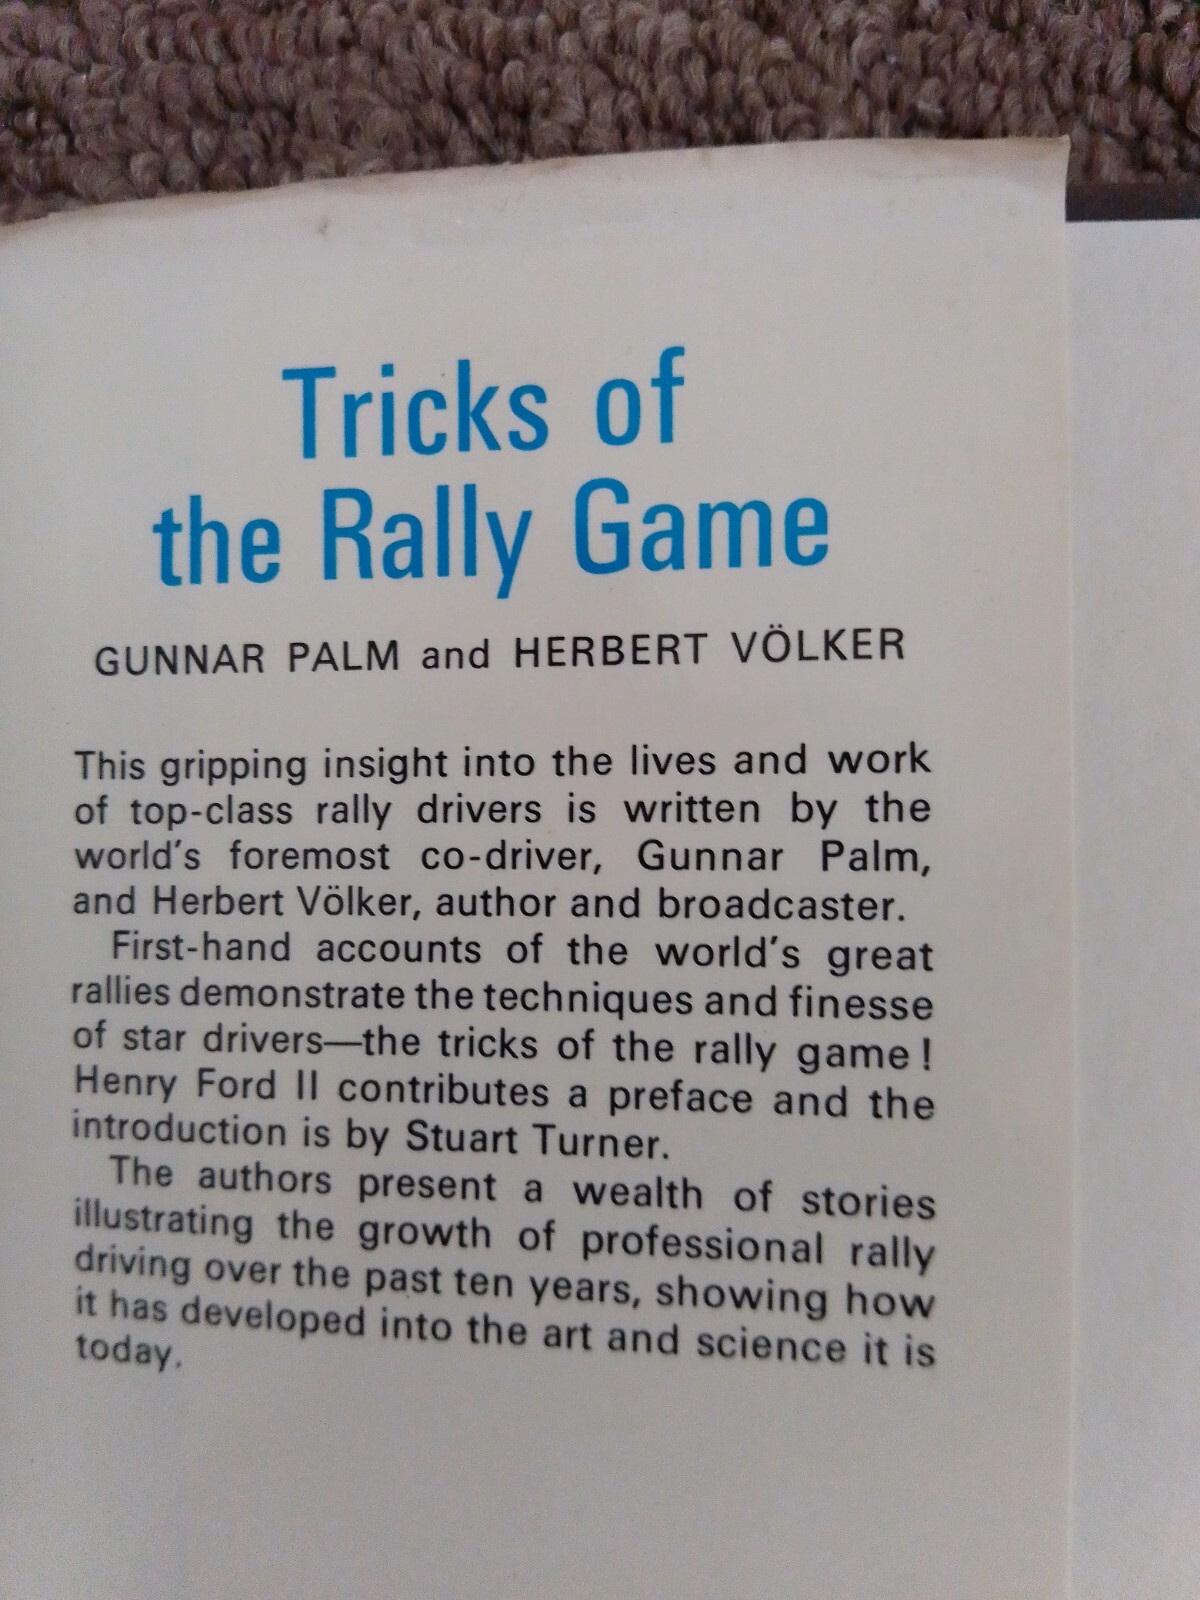 Tricks of
the Rally Game
GUNNAR PALM and HERBERT VÖLKER
This gripping insight into the lives and work
of top-class rally drivers is written by the
world's foremost co-driver, Gunnar Palm,
and Herbert Völker, author and broadcaster.
First-hand accounts of the world's great
rallies demonstrate the techniques and finesse
of star drivers—the tricks of the rally game!
Henry Ford II contributes a preface and the
introduction is by Stuart Turner.
The authors present a wealth of stories
illustrating the growth of professional rally
driving over the past ten years, showing how
it has developed into the art and science it is
today.